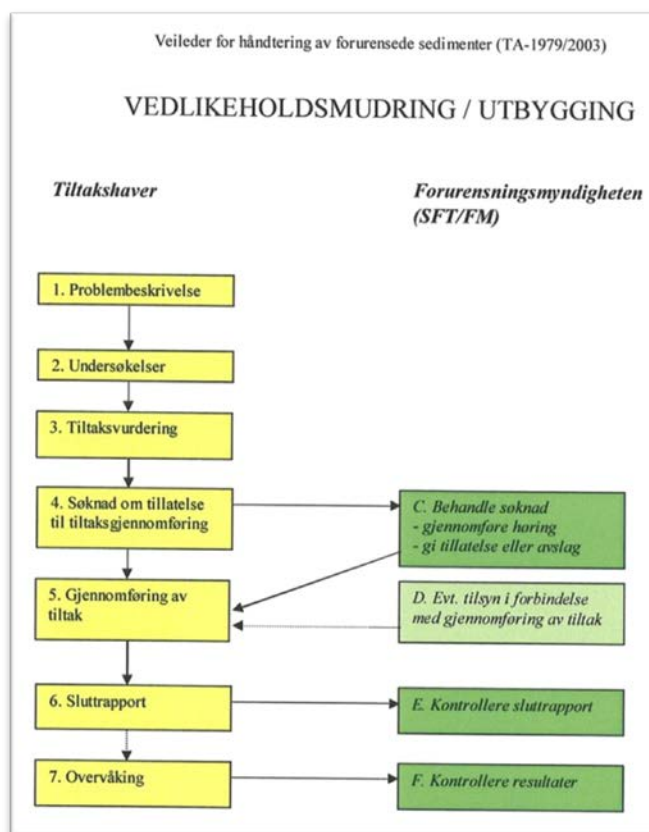 Veileder for håndtering av forurensede sedimenter (TA-1979/2003)
VEDLIKEHOLDSMUDRING / UTBYGGING
Tiltakshaver
Forurensningsmyndigheten
(SFT/FM)
1. Problembeskrivelse
2. Undersøkelser
3. Tiltaksvurdering
4. Søknad om tillatelse
til tiltaksgjennomføring
C. Behandle søknad
- gjennomføre høring
- gi tillatelse eller avslag
5. Gjennomføring av
tiltak
D. Evt. tilsyn i forbindelse
med gjennomføring av tiltak
6. Sluttrapport
E. Kontrollere sluttrapport
7. Overvåking
F. Kontrollere resultater